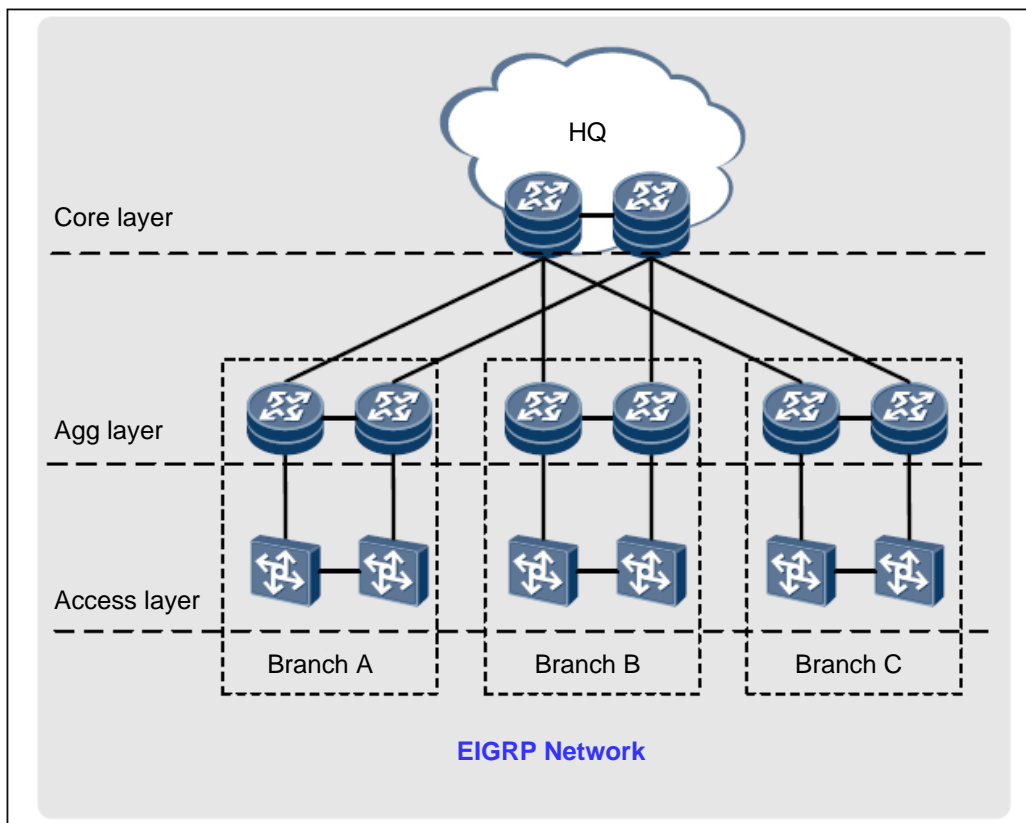 HQ
Core layer
Agg layer
Access layer
Branch A
Branch B
Branch C
EIGRP Network